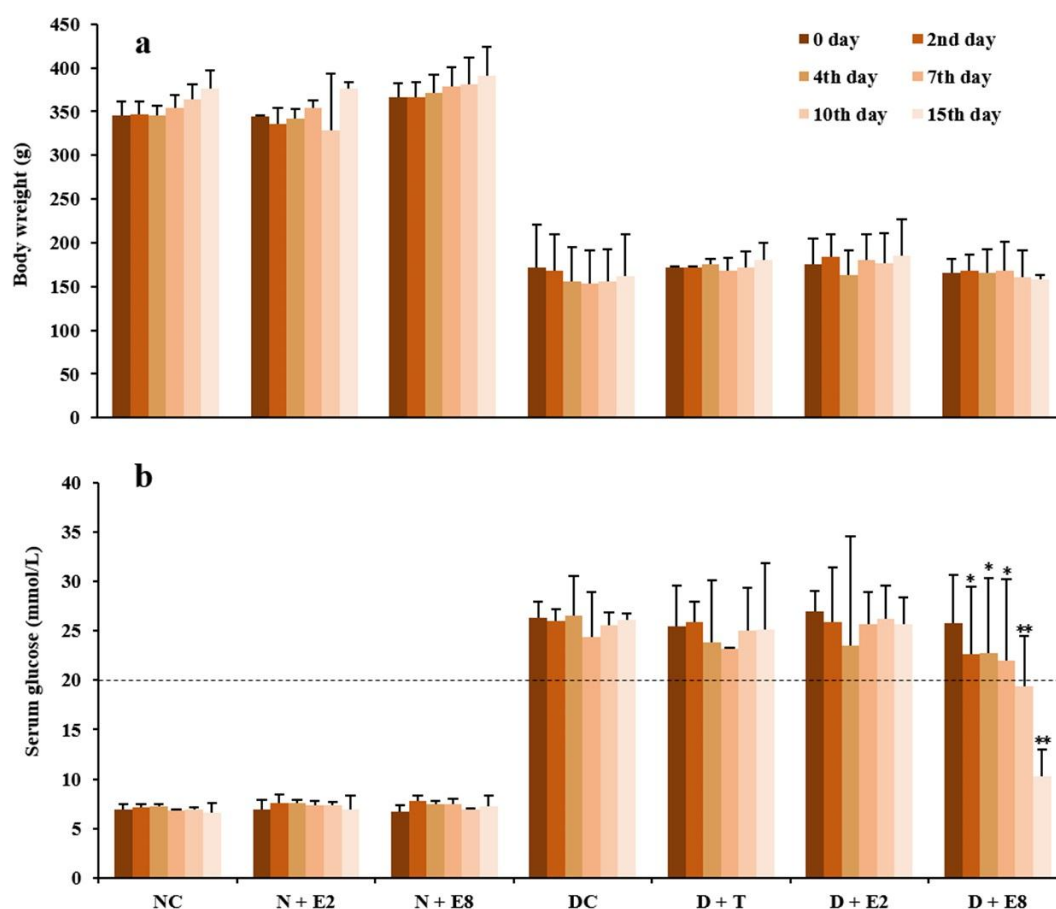 a
0 day
2nd day
4th day
7th day
10th day
15th day
Body wreight (g)
450
400
350
300
250
200
150
100
50
0
b
Serum glucose (mmol/L)
40
35
30
25
20
15
10
5
0
*
*
*
**
**
NC
N + E2
N + E8
DC
D + T
D + E2
D + E8